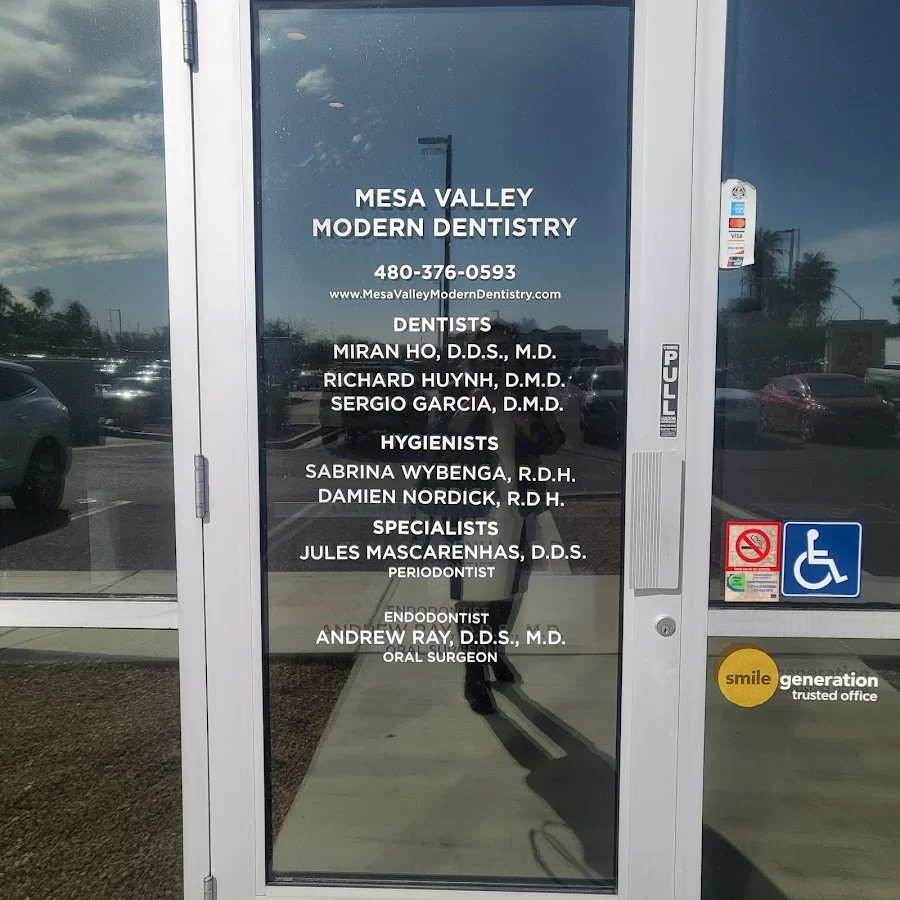 MESA VALLEY
MODERN DENTISTRY
480-376-0593
www.MesaValleyModernDentistry.com
DENTISTS
MIRAN HO, D.D.S., M.D.
RICHARD HUYNH, D.M.D.
SERGIO GARCIA, D.M.D.
HYGIENISTS
SABRINA WYBENGA, R.D.H.
DAMIEN NORDICK, R.D H.
SPECIALISTS
JULES MASCARENHAS, D.D.S.
PERIODONTIST
ENDODONTIST
ANDREW RAY, D.D.S., M.D.
ORAL SURGEON
PULL
VISA
smile generation
trusted office